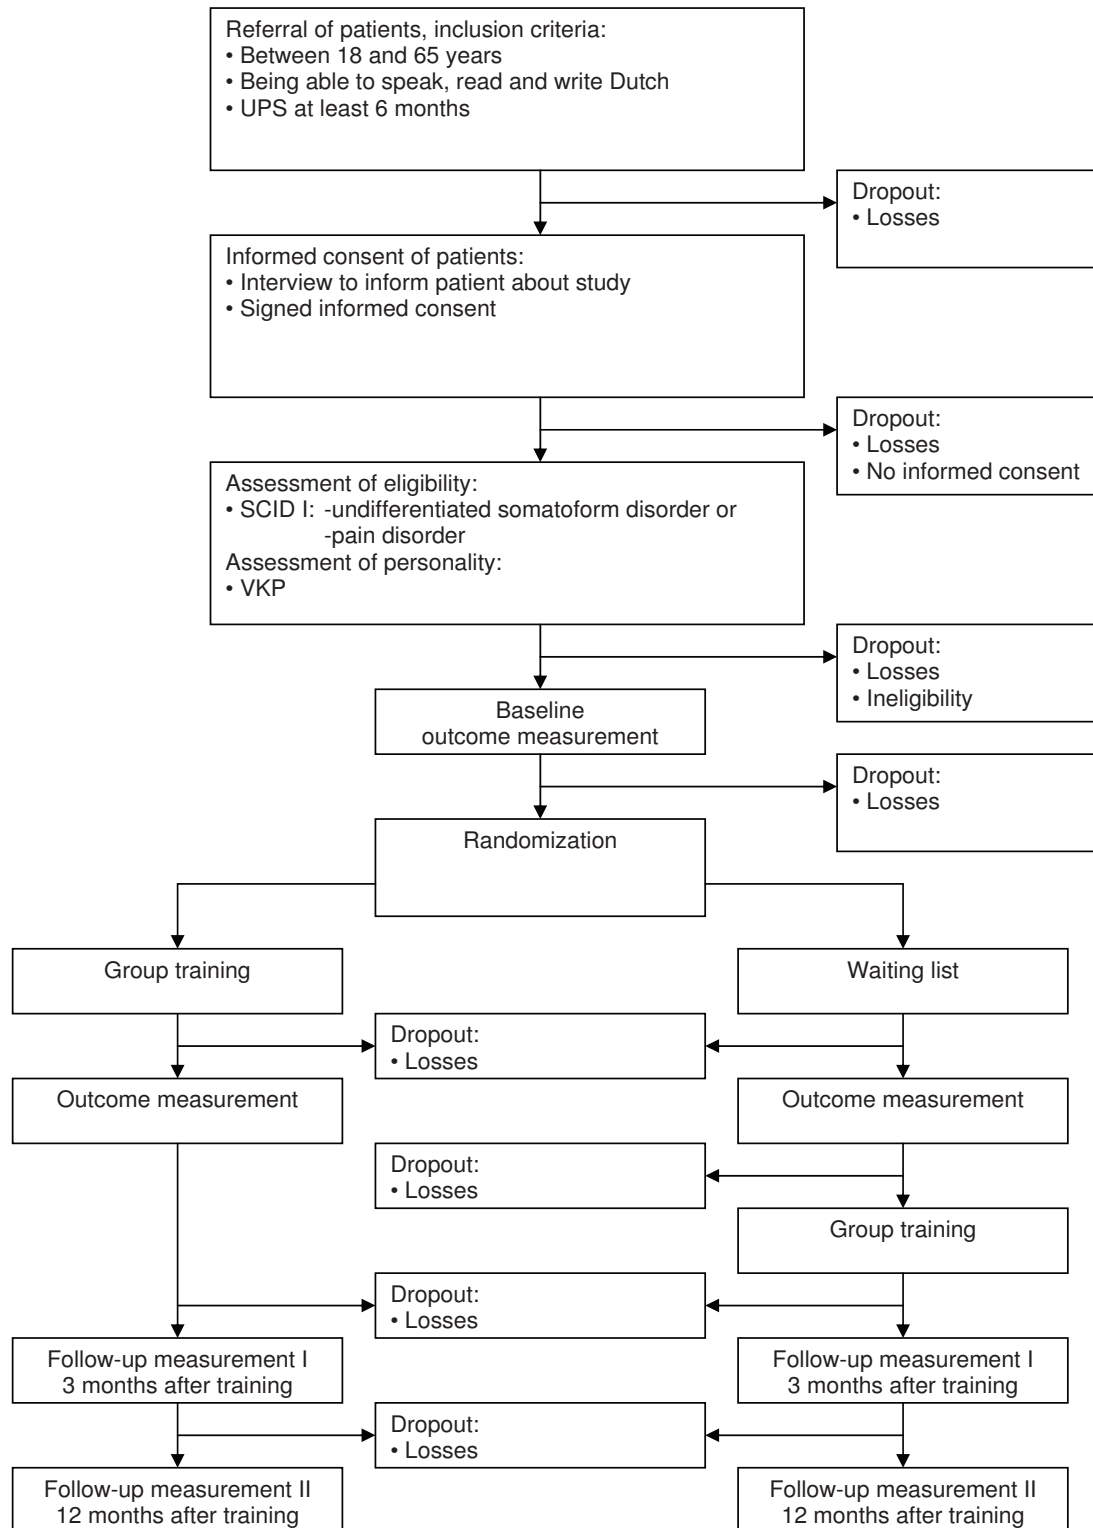 Referral of patients, inclusion criteria:
• Between 18 and 65 years
• Being able to speak, read and write Dutch
• UPS at least 6 months
Dropout:
• Losses
Informed consent of patients:
• Interview to inform patient about study
• Signed informed consent
Dropout:
• Losses
• No informed consent
Assessment of eligibility:
• SCID I: -undifferentiated somatoform disorder or
-pain disorder
Assessment of personality:
• VKP
Dropout:
• Losses
• Ineligibility
Baseline
outcome measurement
Dropout:
• Losses
Randomization
Group training
Waiting list
Dropout:
• Losses
Outcome measurement
Outcome measurement
Dropout:
• Losses
Group training
Dropout:
• Losses
Follow-up measurement I
3 months after training
Follow-up measurement I
3 months after training
Dropout:
• Losses
Follow-up measurement II
12 months after training
Follow-up measurement II
12 months after training